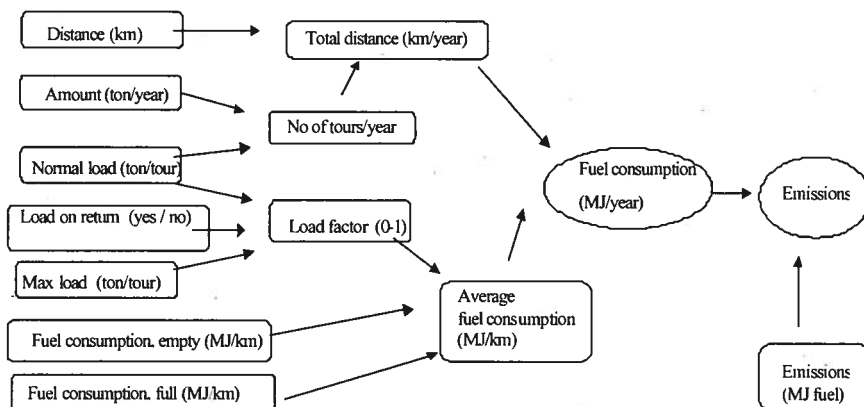 Distance (km)
Total distance (km/year)
Amount (ton/year)
No of tours/year
Normal load (ton/tour)
Fuel consumption
(MJ/year)
Emissions
Load on return (yes / no)
Load factor (0-1)
Max load (ton/tour)
Average
fuel consumption
(MJ/km)
Fuel consumption. empty (MJ/km)
Fuel consumption. full (MJ/km)
Emissions
(MJ fuel)